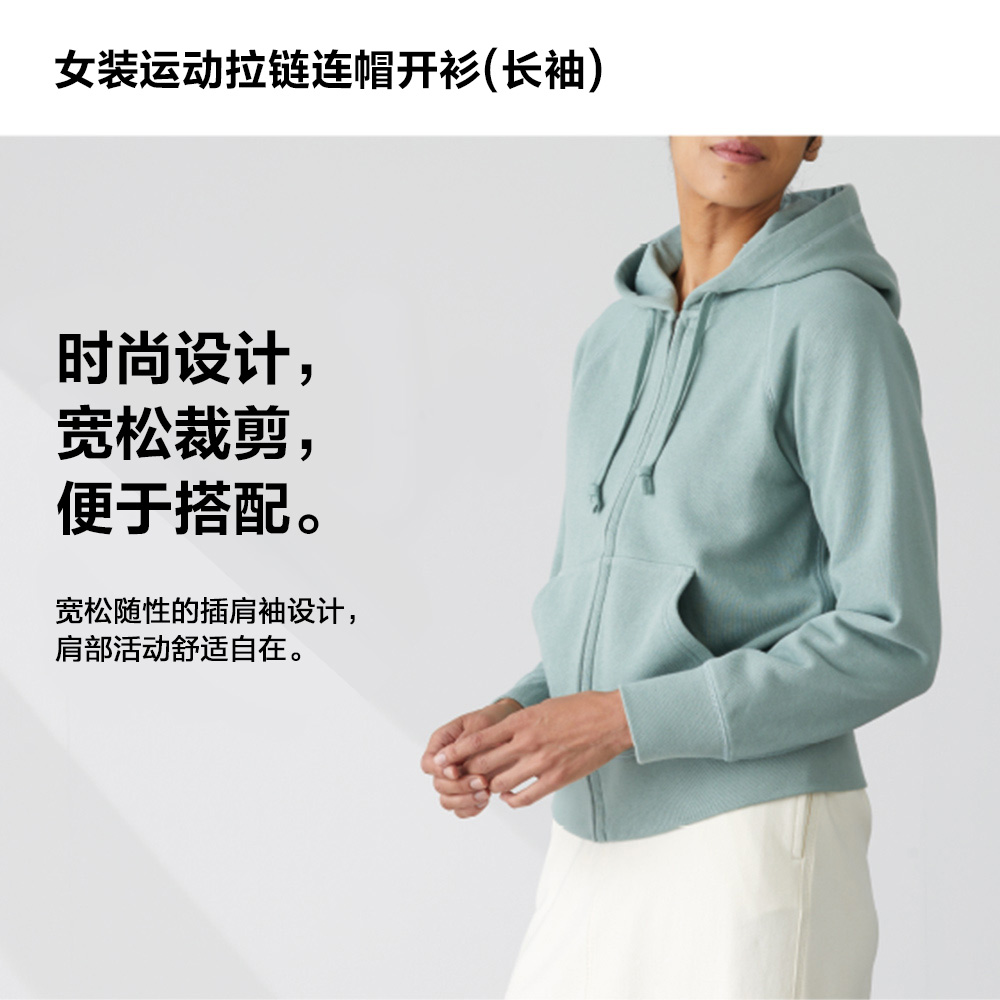 女装运动拉链连帽开衫(长袖)
时尚设计，
宽松裁剪，
便于搭配。
宽松随性的插肩袖设计，
肩部活动舒适自在。